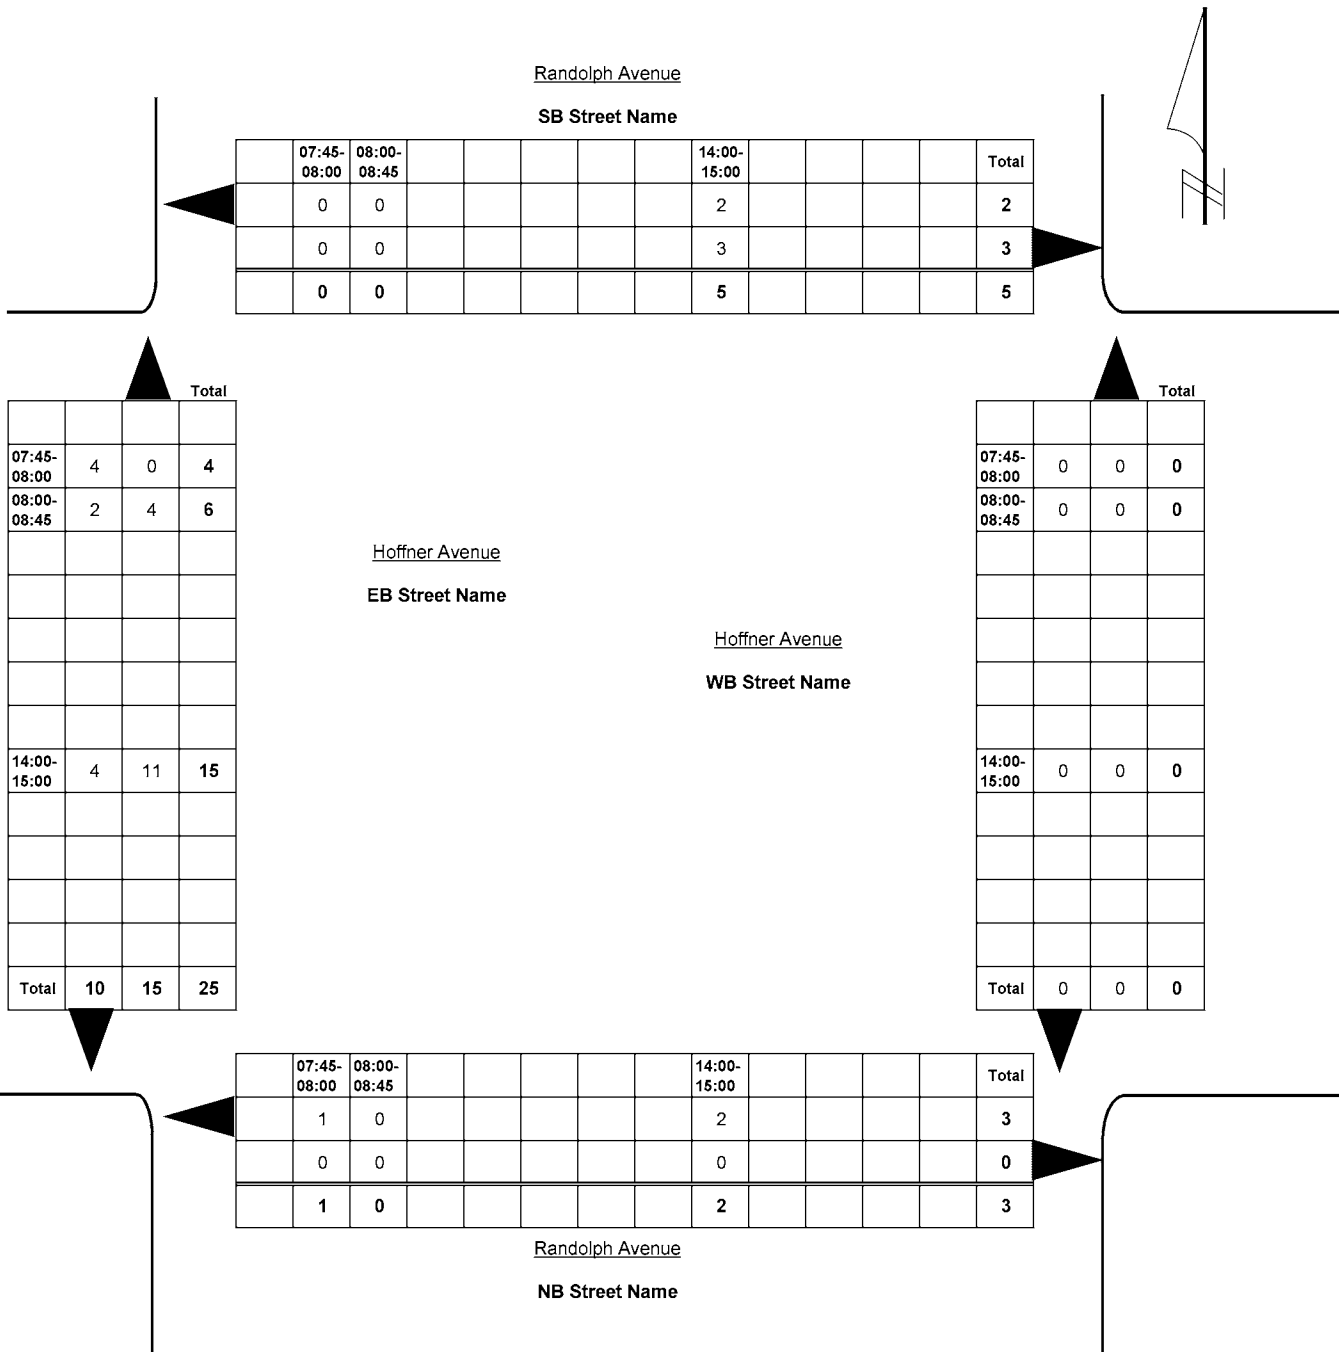 Randolph Avenue
SB Street Name
07:45-08:00 08:00-08:45 14:00-15:00 Total
0 0 2 2
0 0 3 3
0 0 5 5
Total
07:45-08:00 4 0 4
08:00-08:45 2 4 6
14:00-15:00 4 11 15
Total 10 15 25
Hoffner Avenue
EB Street Name
Hoffner Avenue
WB Street Name
Total
07:45-08:00 0 0 0
08:00-08:45 0 0 0
14:00-15:00 0 0 0
Total 0 0 0
07:45-08:00 08:00-08:45 14:00-15:00 Total
1 0 2 3
0 0 0 0
1 0 2 3
Randolph Avenue
NB Street Name
N